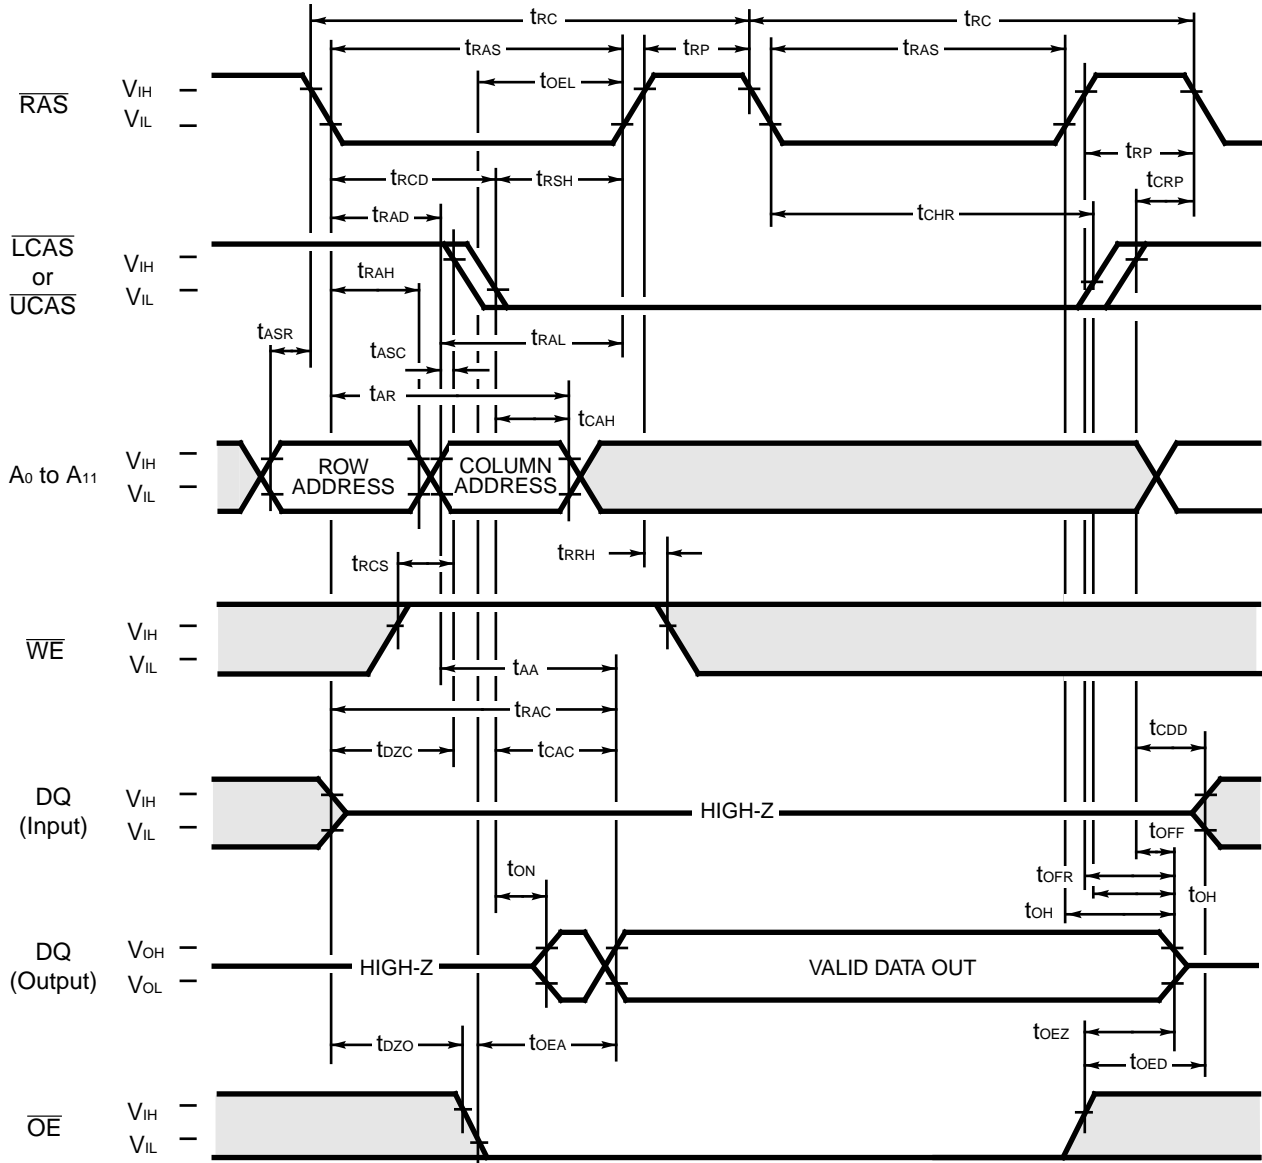 tRC tRC
tRAS tRP tRAS
tOEL
RAS VIH
VIL
tRP
tRCD tRSH tCRP
tRAD tCHR
LCAS
or
UCAS
VIH
VIL
tRAH
tASR tASC tRAL
tAR
tCAH
A0 to A11 VIH
VIL
ROW
ADDRESS
COLUMN
ADDRESS
tRCS tRRH
WE VIH
VIL
tAA
tRAC
tDZC tCAC tCDD
DQ
(Input)
VIH
VIL
HIGH-Z
tOFF
tON tOFR
tOH tOH
DQ
(Output)
VOH
VOL
HIGH-Z VALID DATA OUT
tDZO tOEA tOEZ
tOED
OE VIH
VIL